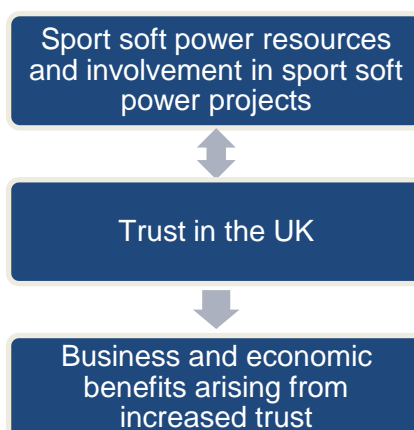 Sport soft power resources
and involvement in sport soft
power projects
Trust in the UK
Business and economic
benefits arising from
increased trust